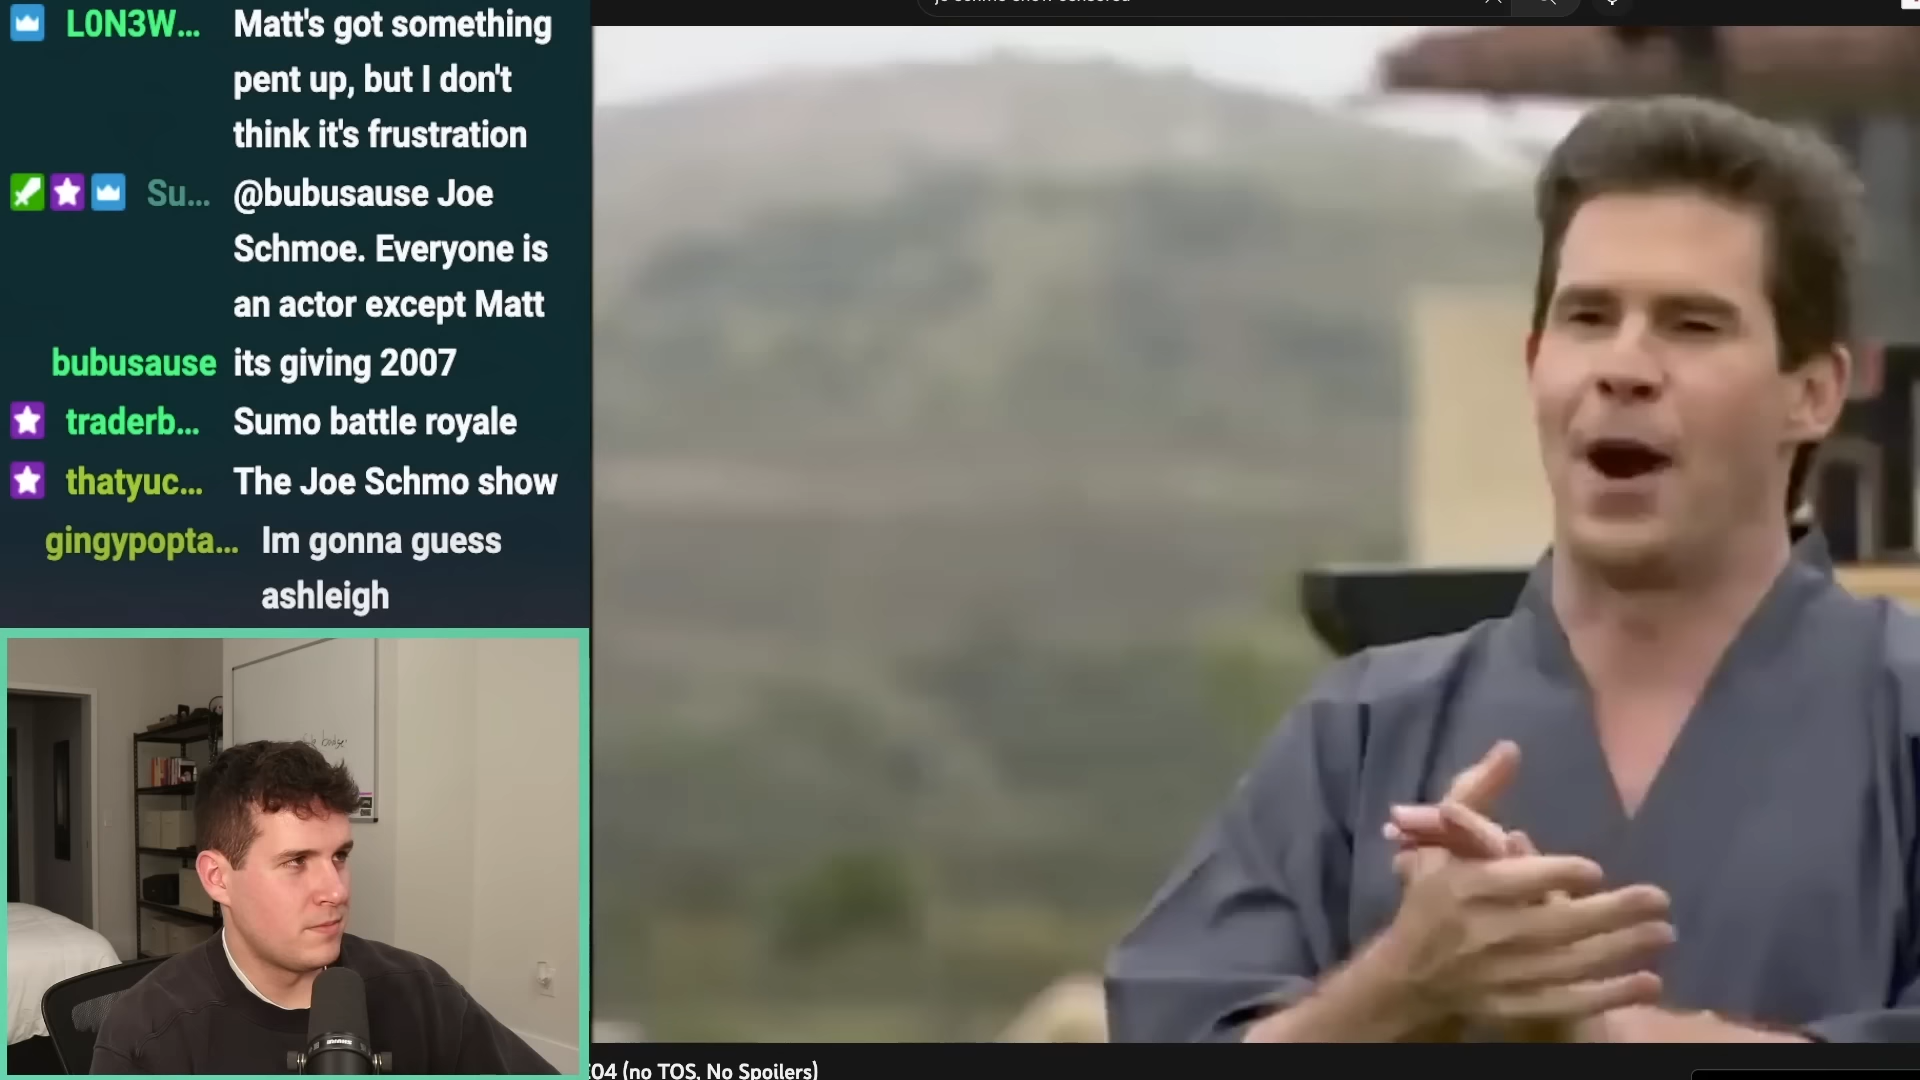 L0N3W... Matt's got something
pent up, but I don't
think it's frustration
Su... @bubusause Joe
Schmoe. Everyone is
an actor except Matt
bubusause its giving 2007
traderb... Sumo battle royale
thatyuc... The Joe Schmo show
gingypopta... Im gonna guess
ashleigh
04 (no TOS, No Spoilers)